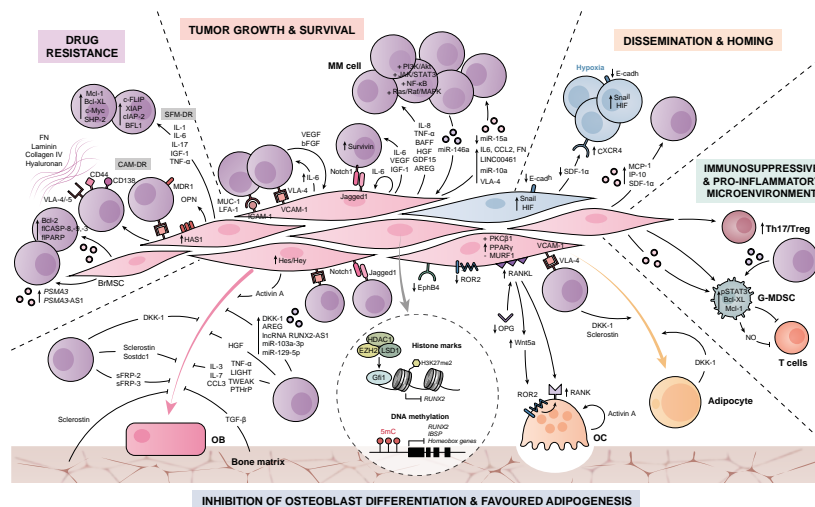 DRUG
RESISTANCE
TUMOR GROWTH & SURVIVAL
DISSEMINATION & HOMING
IMMUNOSUPPRESSIVE
& PRO-INFLAMMATORY
MICROENVIRONMENT
Mcl-1
Bcl-XL
c-Myc
SHP-2
c-FLIP
XIAP
cIAP-2
BFL1
SFM-DR
IL-1
IL-6
IL-17
IGF-1
TNF-α
FN
Laminin
Collagen IV
Hyaluronan
CAM-DR
CD44
CD138
VLA-4/-5
MDR1
OPN
HAS1
Bcl-2
flCASP-8,-9,-3
flPARP
BrMSC
PSMA3
PSMA3-AS1
MM cell
+ PI3K/Akt
+ JAK/STAT3
+ NF-κB
+ Ras/Raf/MAPK
VEGF
bFGF
IL-6
MUC-1
LFA-1
ICAM-1
VLA-4
VCAM-1
Survivin
Notch1
Jagged1
IL-6
IL-6
VEGF
IGF-1
IL-8
TNF-α
BAFF
HGF
GDF15
AREG
miR-146a
miR-15a
IL6, CCL2, FN
LINC00461
miR-10a
VLA-4
Hypoxia
E-cadh
Snail
HIF
CXCR4
SDF-1α
E-cadh
Snail
HIF
MCP-1
IP-10
SDF-1α
Th17/Treg
G-MDSC
pSTAT3
Bcl-XL
Mcl-1
NO
T cells
Hes/Hey
Notch1
Jagged1
Activin A
DKK-1
AREG
lncRNA RUNX2-AS1
miR-103a-3p
miR-129-5p
HGF
IL-3
IL-7
CCL3
TNF-α
LIGHT
TWEAK
PTHrP
TGF-β
DKK-1
Sclerostin
Sostdc1
sFRP-2
sFRP-3
Sclerostin
OB
Bone matrix
+ PKCβ1
PPARγ
- MURF1
EphB4
ROR2
RANKL
OPG
Wnt5a
ROR2
RANK
OC
Activin A
VCAM-1
VLA-4
DKK-1
Sclerostin
DKK-1
Adipocyte
HDAC1
EZH2
LSD1
Gfi1
Histone marks
H3K27me2
RUNX2
DNA methylation
5mC
RUNX2
IBSP
Homeobox genes
INHIBITION OF OSTEOBLAST DIFFERENTIATION & FAVOURED ADIPOGENESIS